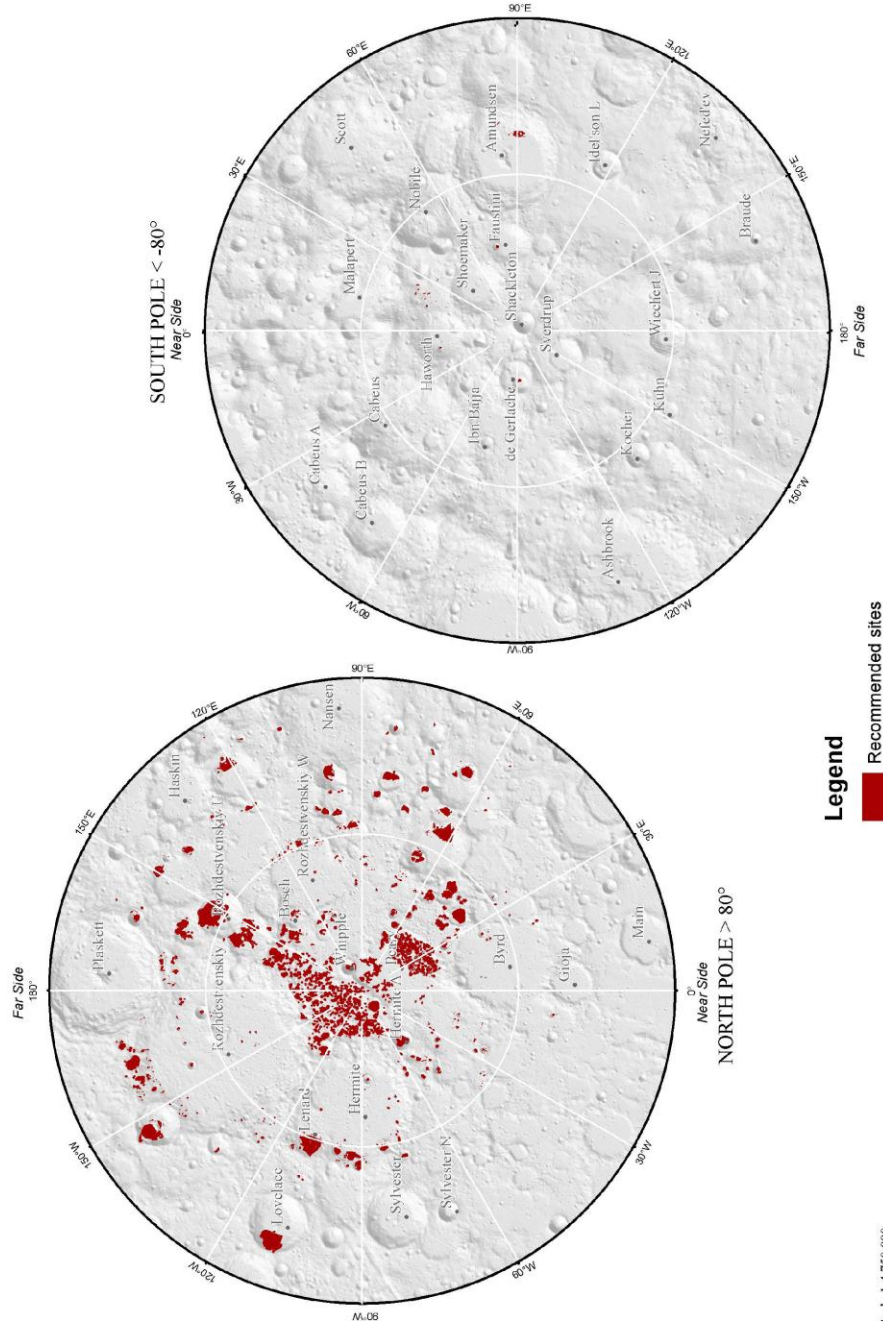 SOUTH POLE < -80°
Near Side
0°
30°E
60°E
90°E
120°E
150°E
180°
Far Side
150°W
120°W
90°W
60°W
30°W
Scott
Malapert
Nobile
Amundsen
Cabeus A
Cabeus
Cabeus B
Haworth
Shoemaker
Faustini
Ibn Bajja
Shackleton
de Gerlache
Sverdrup
Idel'son L
Nefed'ev
Wiechert J
Kuhn
Kocher
Braude
Ashbrook
Far Side
180°
150°E
120°E
90°E
60°E
30°E
0°
Near Side
NORTH POLE > 80°
30°W
60°W
90°W
120°W
150°W
Plaskett
Haskin
Nansen
Rozhdestvenskiy
Rozhdestvenskiy U
Rozhdestvenskiy W
Bosch
Whipple
Peary
Hermite A
Lenard
Hermite
Lovelace
Sylvester
Sylvester N
Byrd
Gioja
Main
Legend
Recommended sites